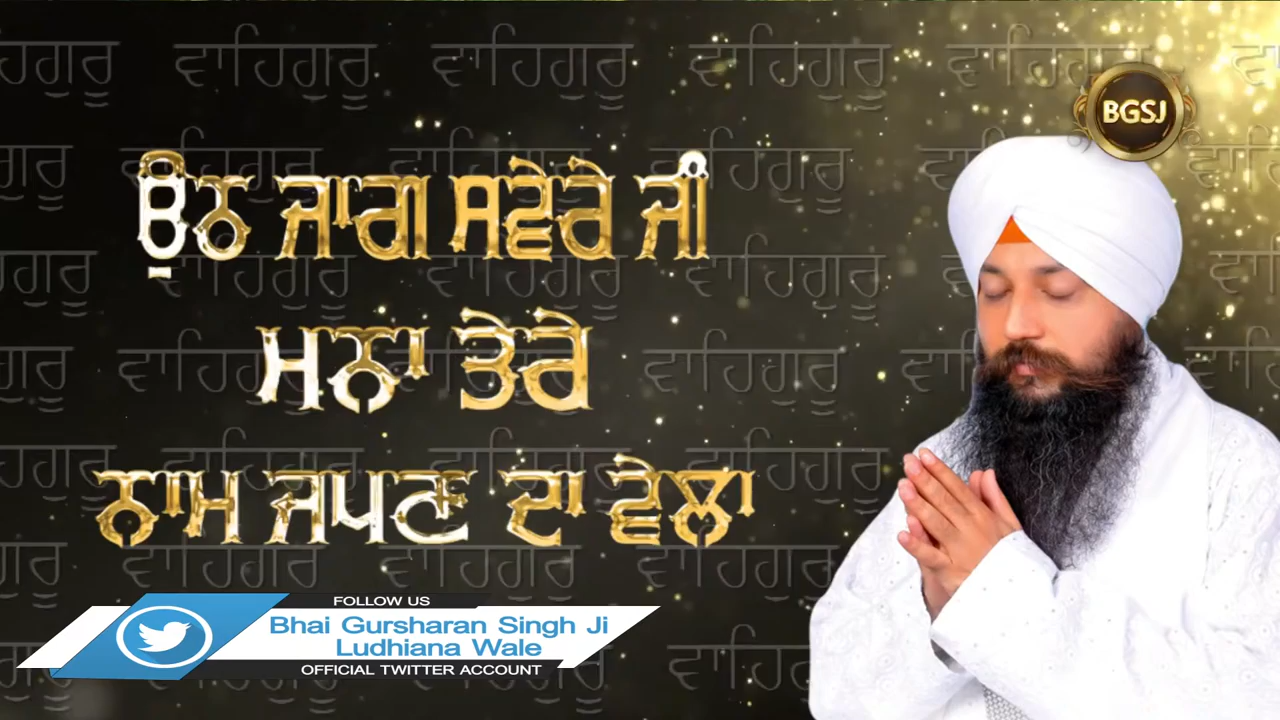 ਵਾਹਿਗੁਰੂ ਵਾਹਿਗੁਰੂ ਵਾਹਿਗੁਰੂ ਵਾਹਿਗੁਰੂ ਵਾਹਿਗੁਰੂ
BGSJ
ਉਠ ਜਾਗ ਸਵੇਰੇ ਜੀ
ਮਨਾ ਤੇਰੇ
ਨਾਮ ਜਪਣ ਦਾ ਵੇਲਾ
FOLLOW US
Bhai Gursharan Singh Ji
Ludhiana Wale
OFFICIAL TWITTER ACCOUNT